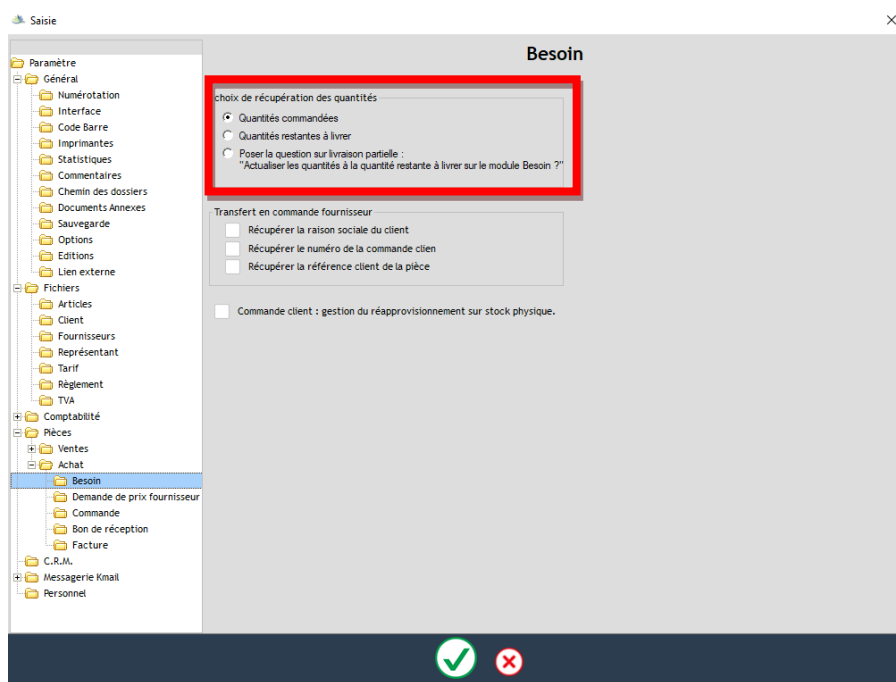 Saisie
Besoin
Paramètre
Général
Numérotation
Interface
Code Barre
Imprimantes
Statistiques
Commentaires
Chemin des dossiers
Documents Annexes
Sauvegarde
Options
Editions
Lien externe
Fichiers
Articles
Client
Fournisseurs
Représentant
Tarif
Règlement
TVA
Comptabilité
Pièces
Ventes
Achat
Besoin
Demande de prix fournisseur
Commande
Bon de réception
Facture
C.R.M.
Messagerie Kmail
Personnel
choix de récupération des quantités
Quantités commandées
Quantités restantes à livrer
Poser la question sur livraison partielle :
"Actualiser les quantités à la quantité restante à livrer sur le module Besoin ?"
Transfert en commande fournisseur
Récupérer la raison sociale du client
Récupérer le numéro de la commande clien
Récupérer la référence client de la pièce
Commande client : gestion du réapprovisionnement sur stock physique.